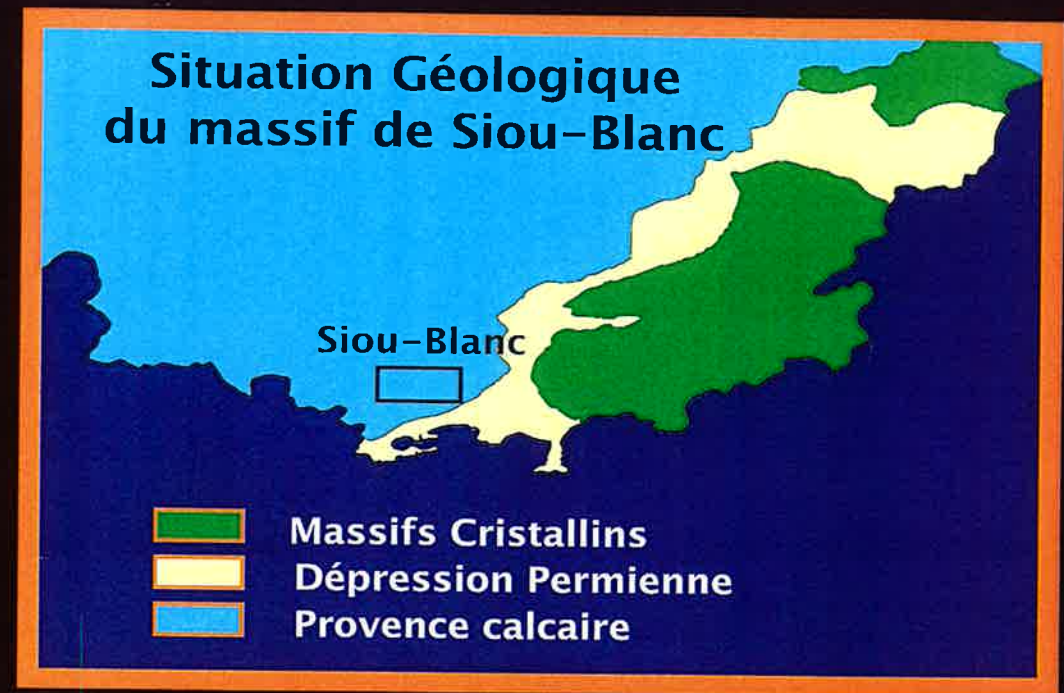 Situation Géologique
du massif de Siou-Blanc
Siou-Blanc
Massifs Cristallins
Dépression Permienne
Provence calcaire